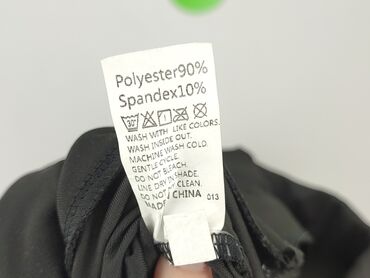 Polyester90%
Spandex10%
30°
WASH WITH LIKE COLORS.
WASH INSIDE OUT.
MACHINE WASH COLD.
GENTLE CYCLE.
DO NOT BLEACH.
LINE DRY IN SHADE.
DO NOT DRY CLEAN.
MADE IN CHINA 013